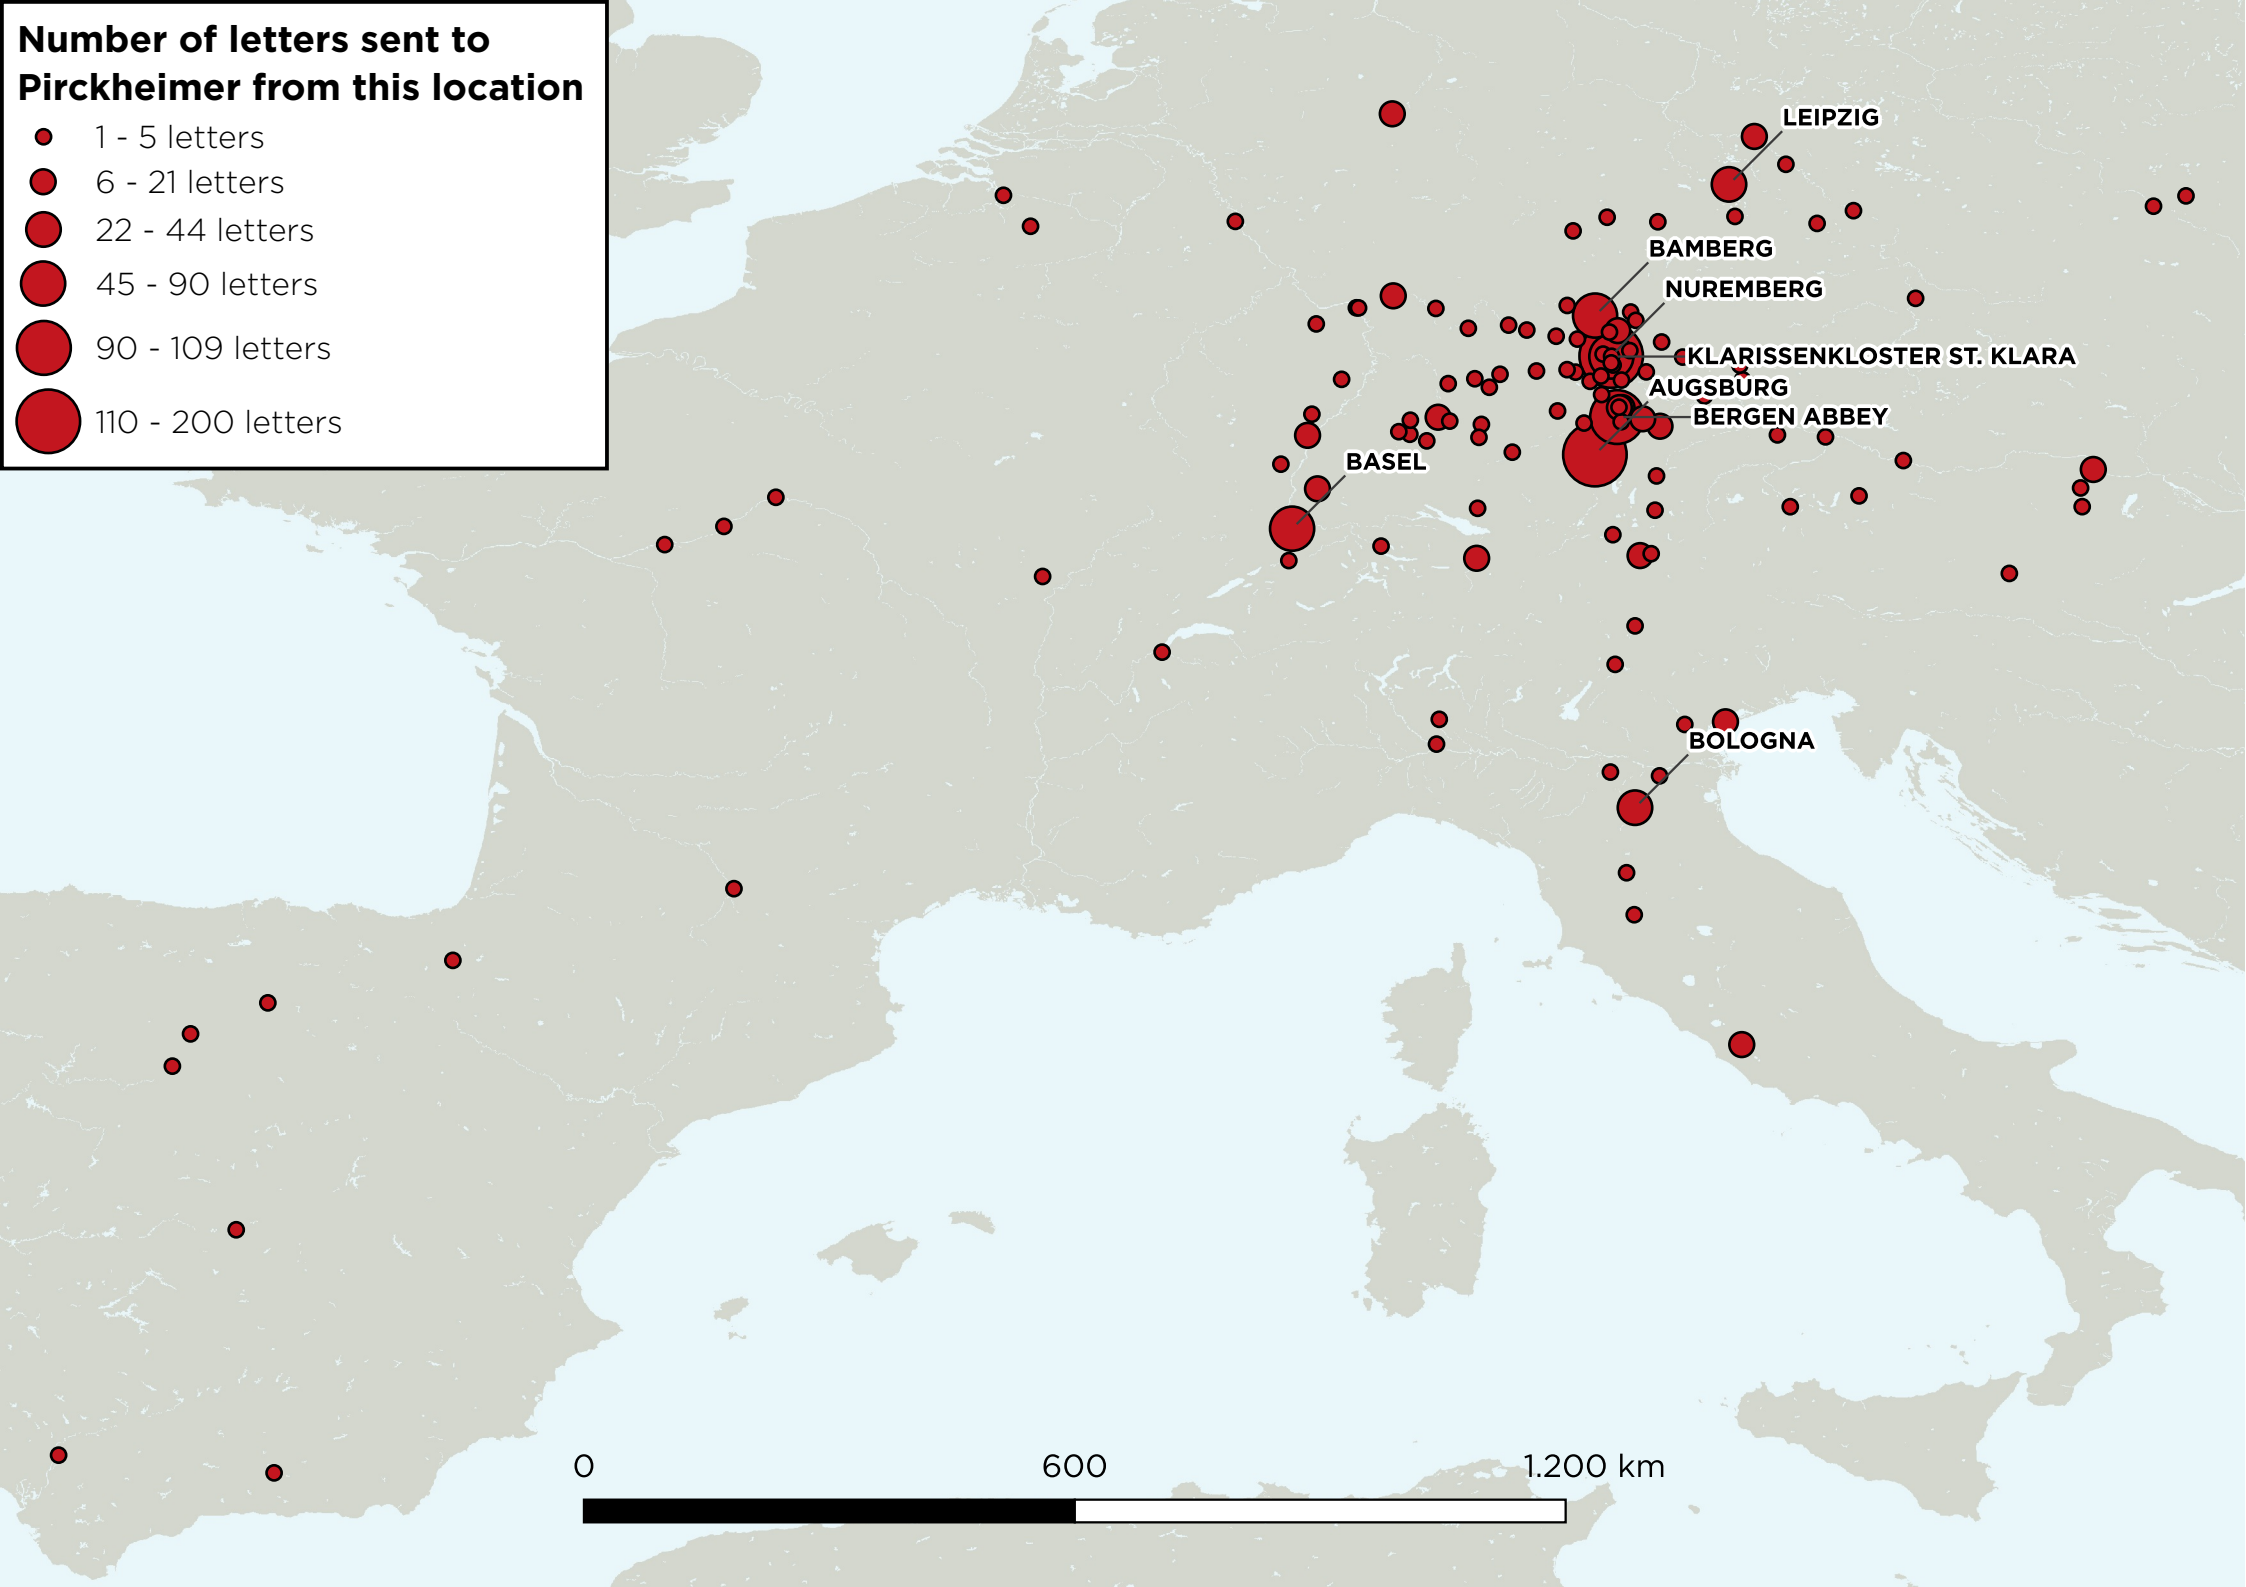 Number of letters sent to
Pirckheimer from this location
1 - 5 letters
6 - 21 letters
22 - 44 letters
45 - 90 letters
90 - 109 letters
110 - 200 letters
LEIPZIG
BAMBERG
NUREMBERG
KLARISSENKLOSTER ST. KLARA
AUGSBURG
BERGEN ABBEY
BASEL
BOLOGNA
0 600 1.200 km